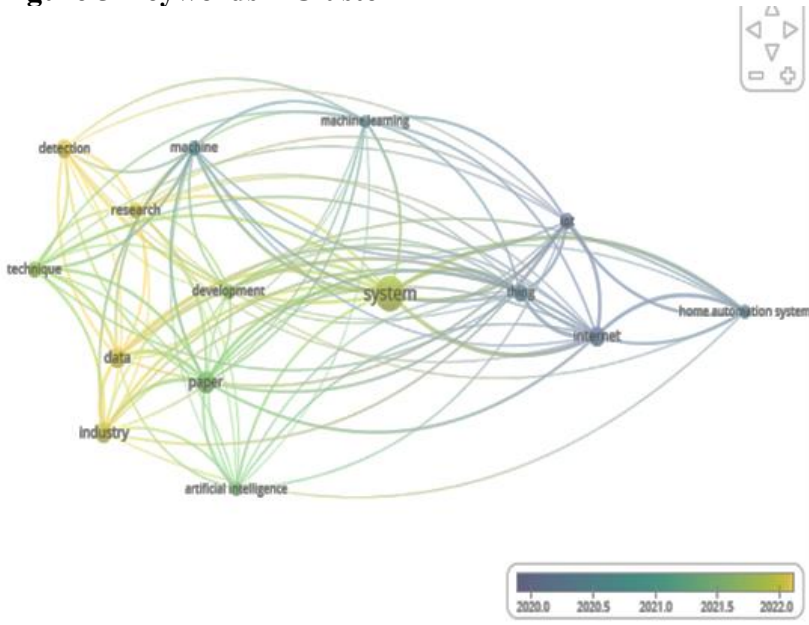 machine learning
detection
machine
research
iot
technique
development
system
thing
home automation system
internet
data
paper
industry
artificial intelligence
2020.0 2020.5 2021.0 2021.5 2022.0